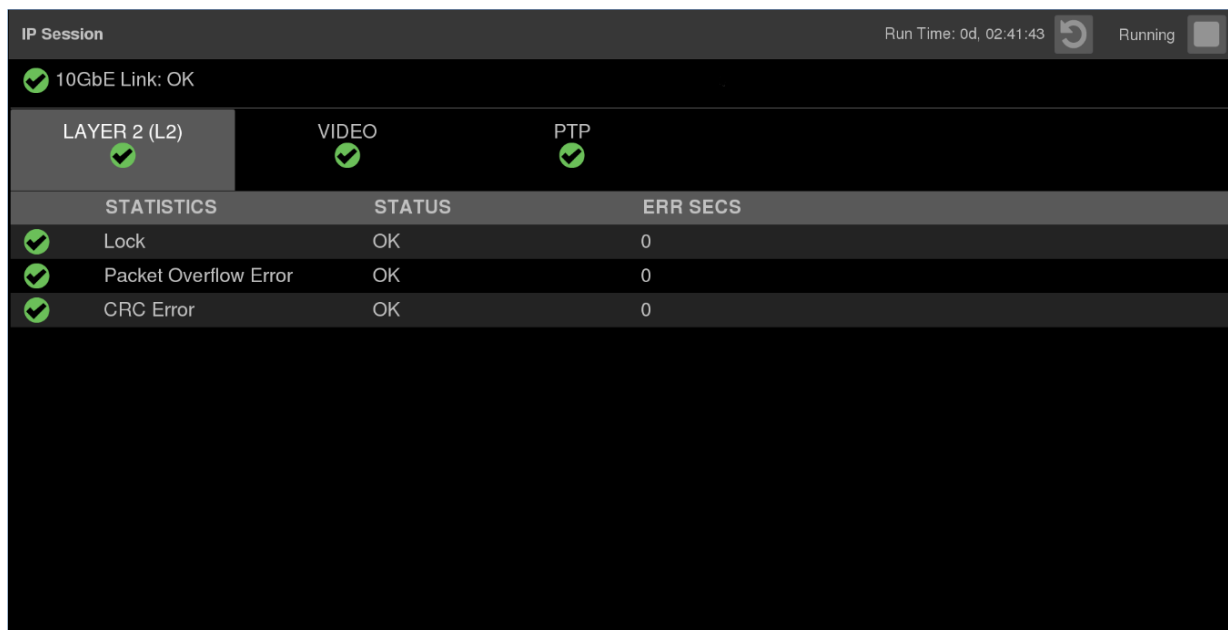 IP Session Run Time: 0d, 02:41:43 Running
10GbE Link: OK
LAYER 2 (L2) VIDEO PTP
STATISTICS STATUS ERR SECS
Lock OK 0
Packet Overflow Error OK 0
CRC Error OK 0